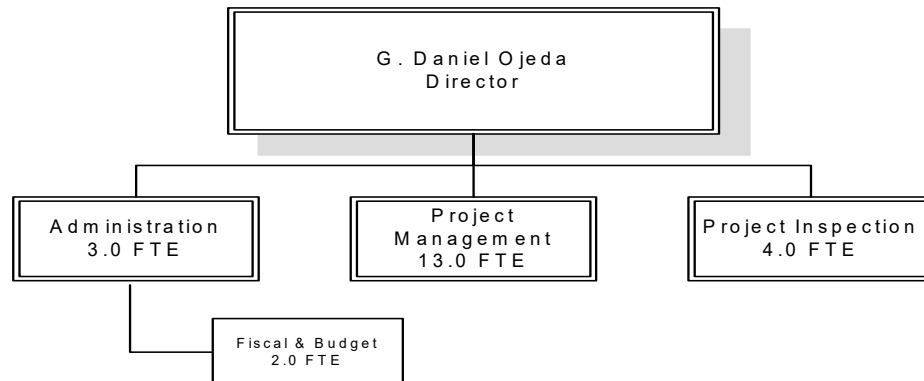 G. Daniel Ojeda
Director
Administration
3.0 FTE
Project
Management
13.0 FTE
Project Inspection
4.0 FTE
Fiscal & Budget
2.0 FTE